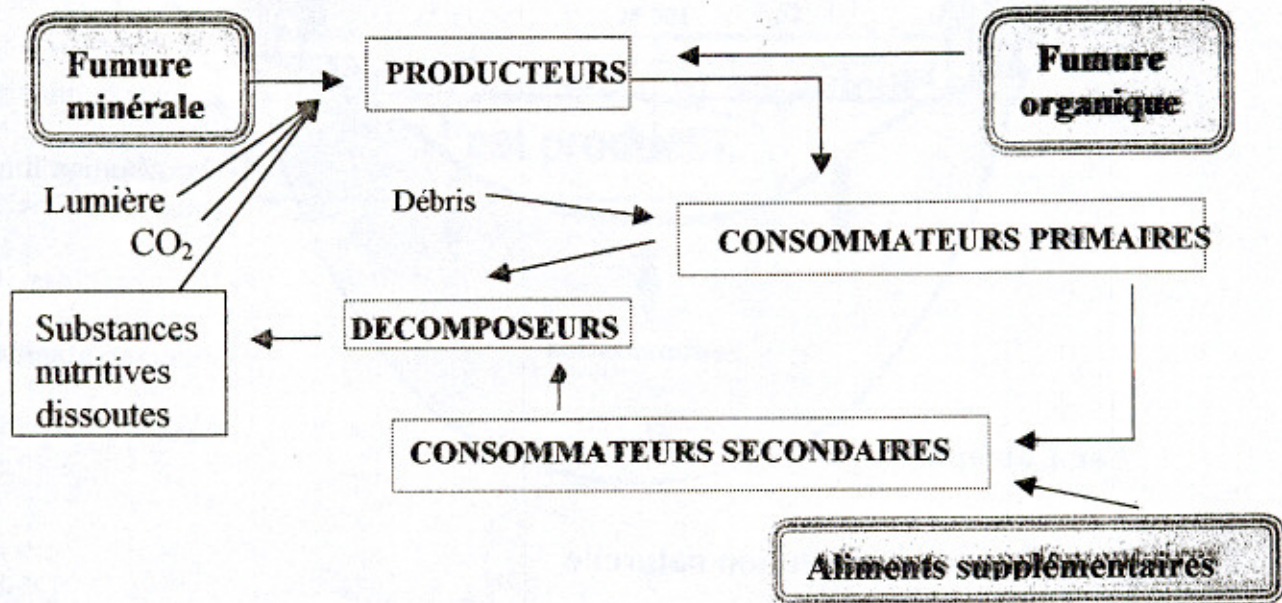 Fumure
minérale
PRODUCTEURS
Fumure
organique
Lumière
CO₂
Débris
CONSOMMATEURS PRIMAIRES
Substances
nutritives
dissoutes
DECOMPOSEURS
CONSOMMATEURS SECONDAIRES
Aliments supplémentaires